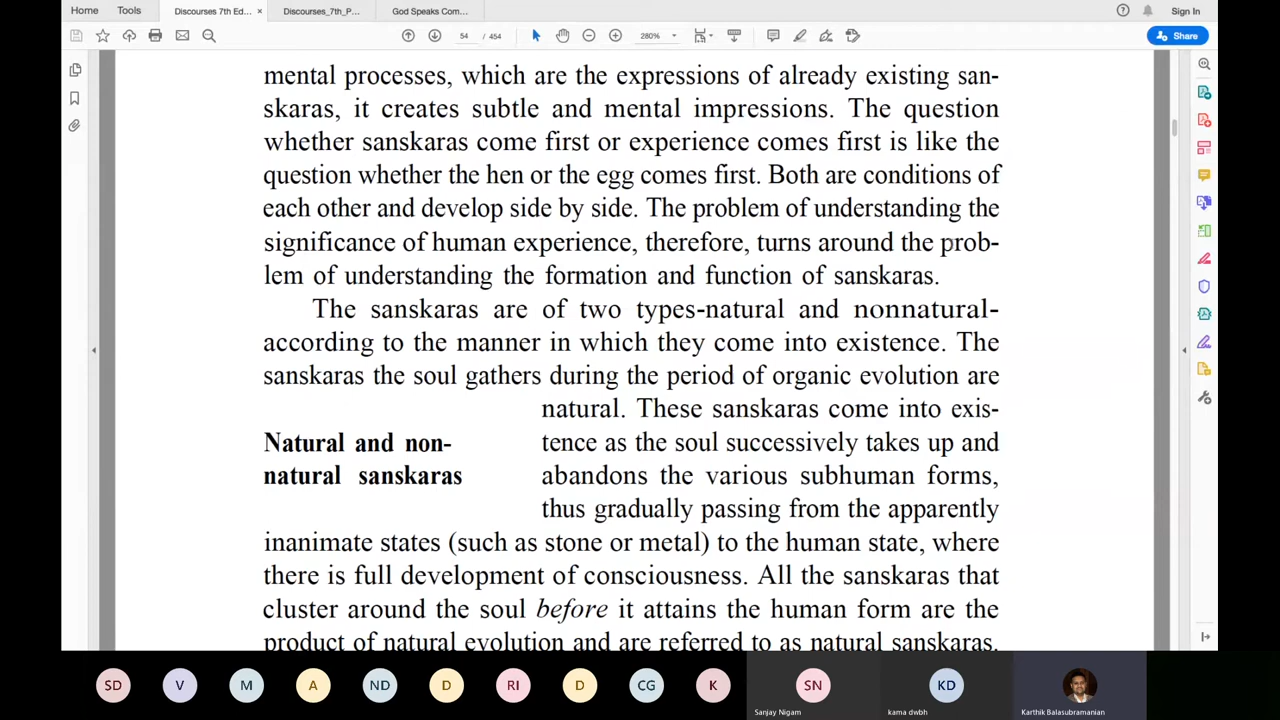 Home Tools Discourses 7th Ed... × Discourses_7th_P... God Speaks Com... ? Sign In
54 / 454 280% Share
mental processes, which are the expressions of already existing san-
skaras, it creates subtle and mental impressions. The question
whether sanskaras come first or experience comes first is like the
question whether the hen or the egg comes first. Both are conditions of
each other and develop side by side. The problem of understanding the
significance of human experience, therefore, turns around the prob-
lem of understanding the formation and function of sanskaras.
The sanskaras are of two types-natural and nonnatural-
according to the manner in which they come into existence. The
sanskaras the soul gathers during the period of organic evolution are
natural. These sanskaras come into exis-
Natural and non-
natural sanskaras
tence as the soul successively takes up and
abandons the various subhuman forms,
thus gradually passing from the apparently
inanimate states (such as stone or metal) to the human state, where
there is full development of consciousness. All the sanskaras that
cluster around the soul before it attains the human form are the
product of natural evolution and are referred to as natural sanskaras.
SD V M A ND D RI D CG K SN KD
Sanjay Nigam kama dwbh Karthik Balasubramanian